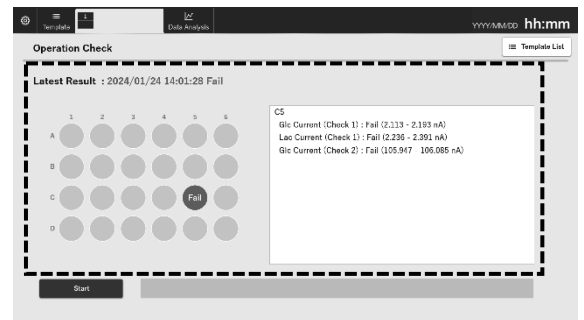 Template
1
Data Analysis
YYYY/MM/DD hh:mm
Operation Check
Template List
Latest Result : 2024/01/24 14:01:28 Fail
1 2 3 4 5 6
A
B
C Fail
D
C5
Glc Current (Check 1) : Fail (2.113 - 2.193 nA)
Lac Current (Check 1) : Fail (2.236 - 2.391 nA)
Glc Current (Check 2) : Fail (105.947 - 106.085 nA)
Start